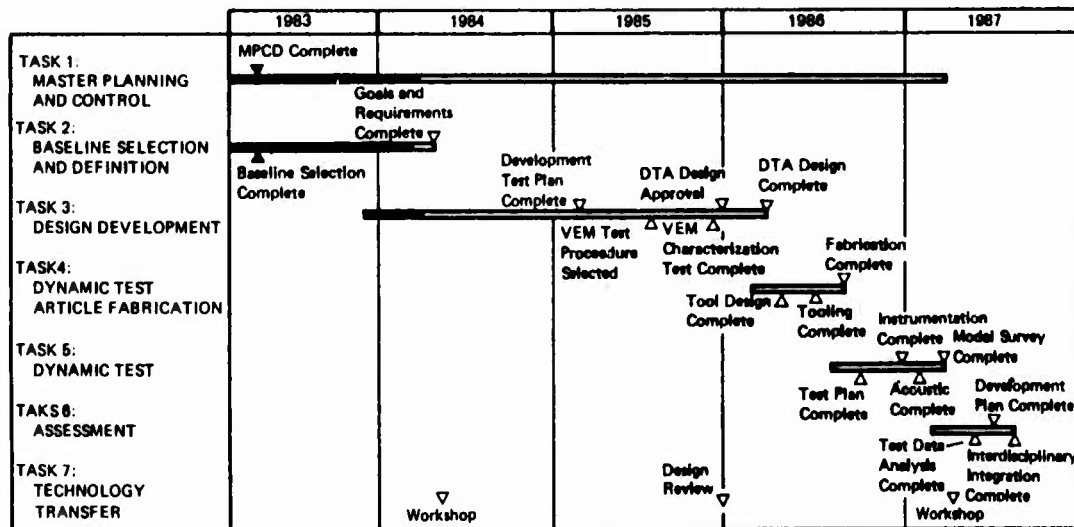 1983 1984 1985 1986 1987
TASK 1:
MASTER PLANNING
AND CONTROL
MPCD Complete
TASK 2:
BASELINE SELECTION
AND DEFINITION
Goals and
Requirements
Complete
Baseline Selection
Complete
TASK 3:
DESIGN DEVELOPMENT
Development
Test Plan
Complete
DTA Design
Approval
DTA Design
Complete
VEM Test
Procedure
Selected
VEM
Characterization
Test Complete
TASK4:
DYNAMIC TEST
ARTICLE FABRICATION
Fabrication
Complete
Tool Design
Complete
Tooling
Complete
TASK 5:
DYNAMIC TEST
Instrumentation
Complete
Modal Survey
Complete
Test Plan
Complete
Acoustic
Complete
TAKS 6:
ASSESSMENT
Development
Plan Complete
Test Data
Analysis
Complete
Interdisciplinary
Integration
Complete
TASK 7:
TECHNOLOGY
TRANSFER
Workshop
Design
Review
Workshop